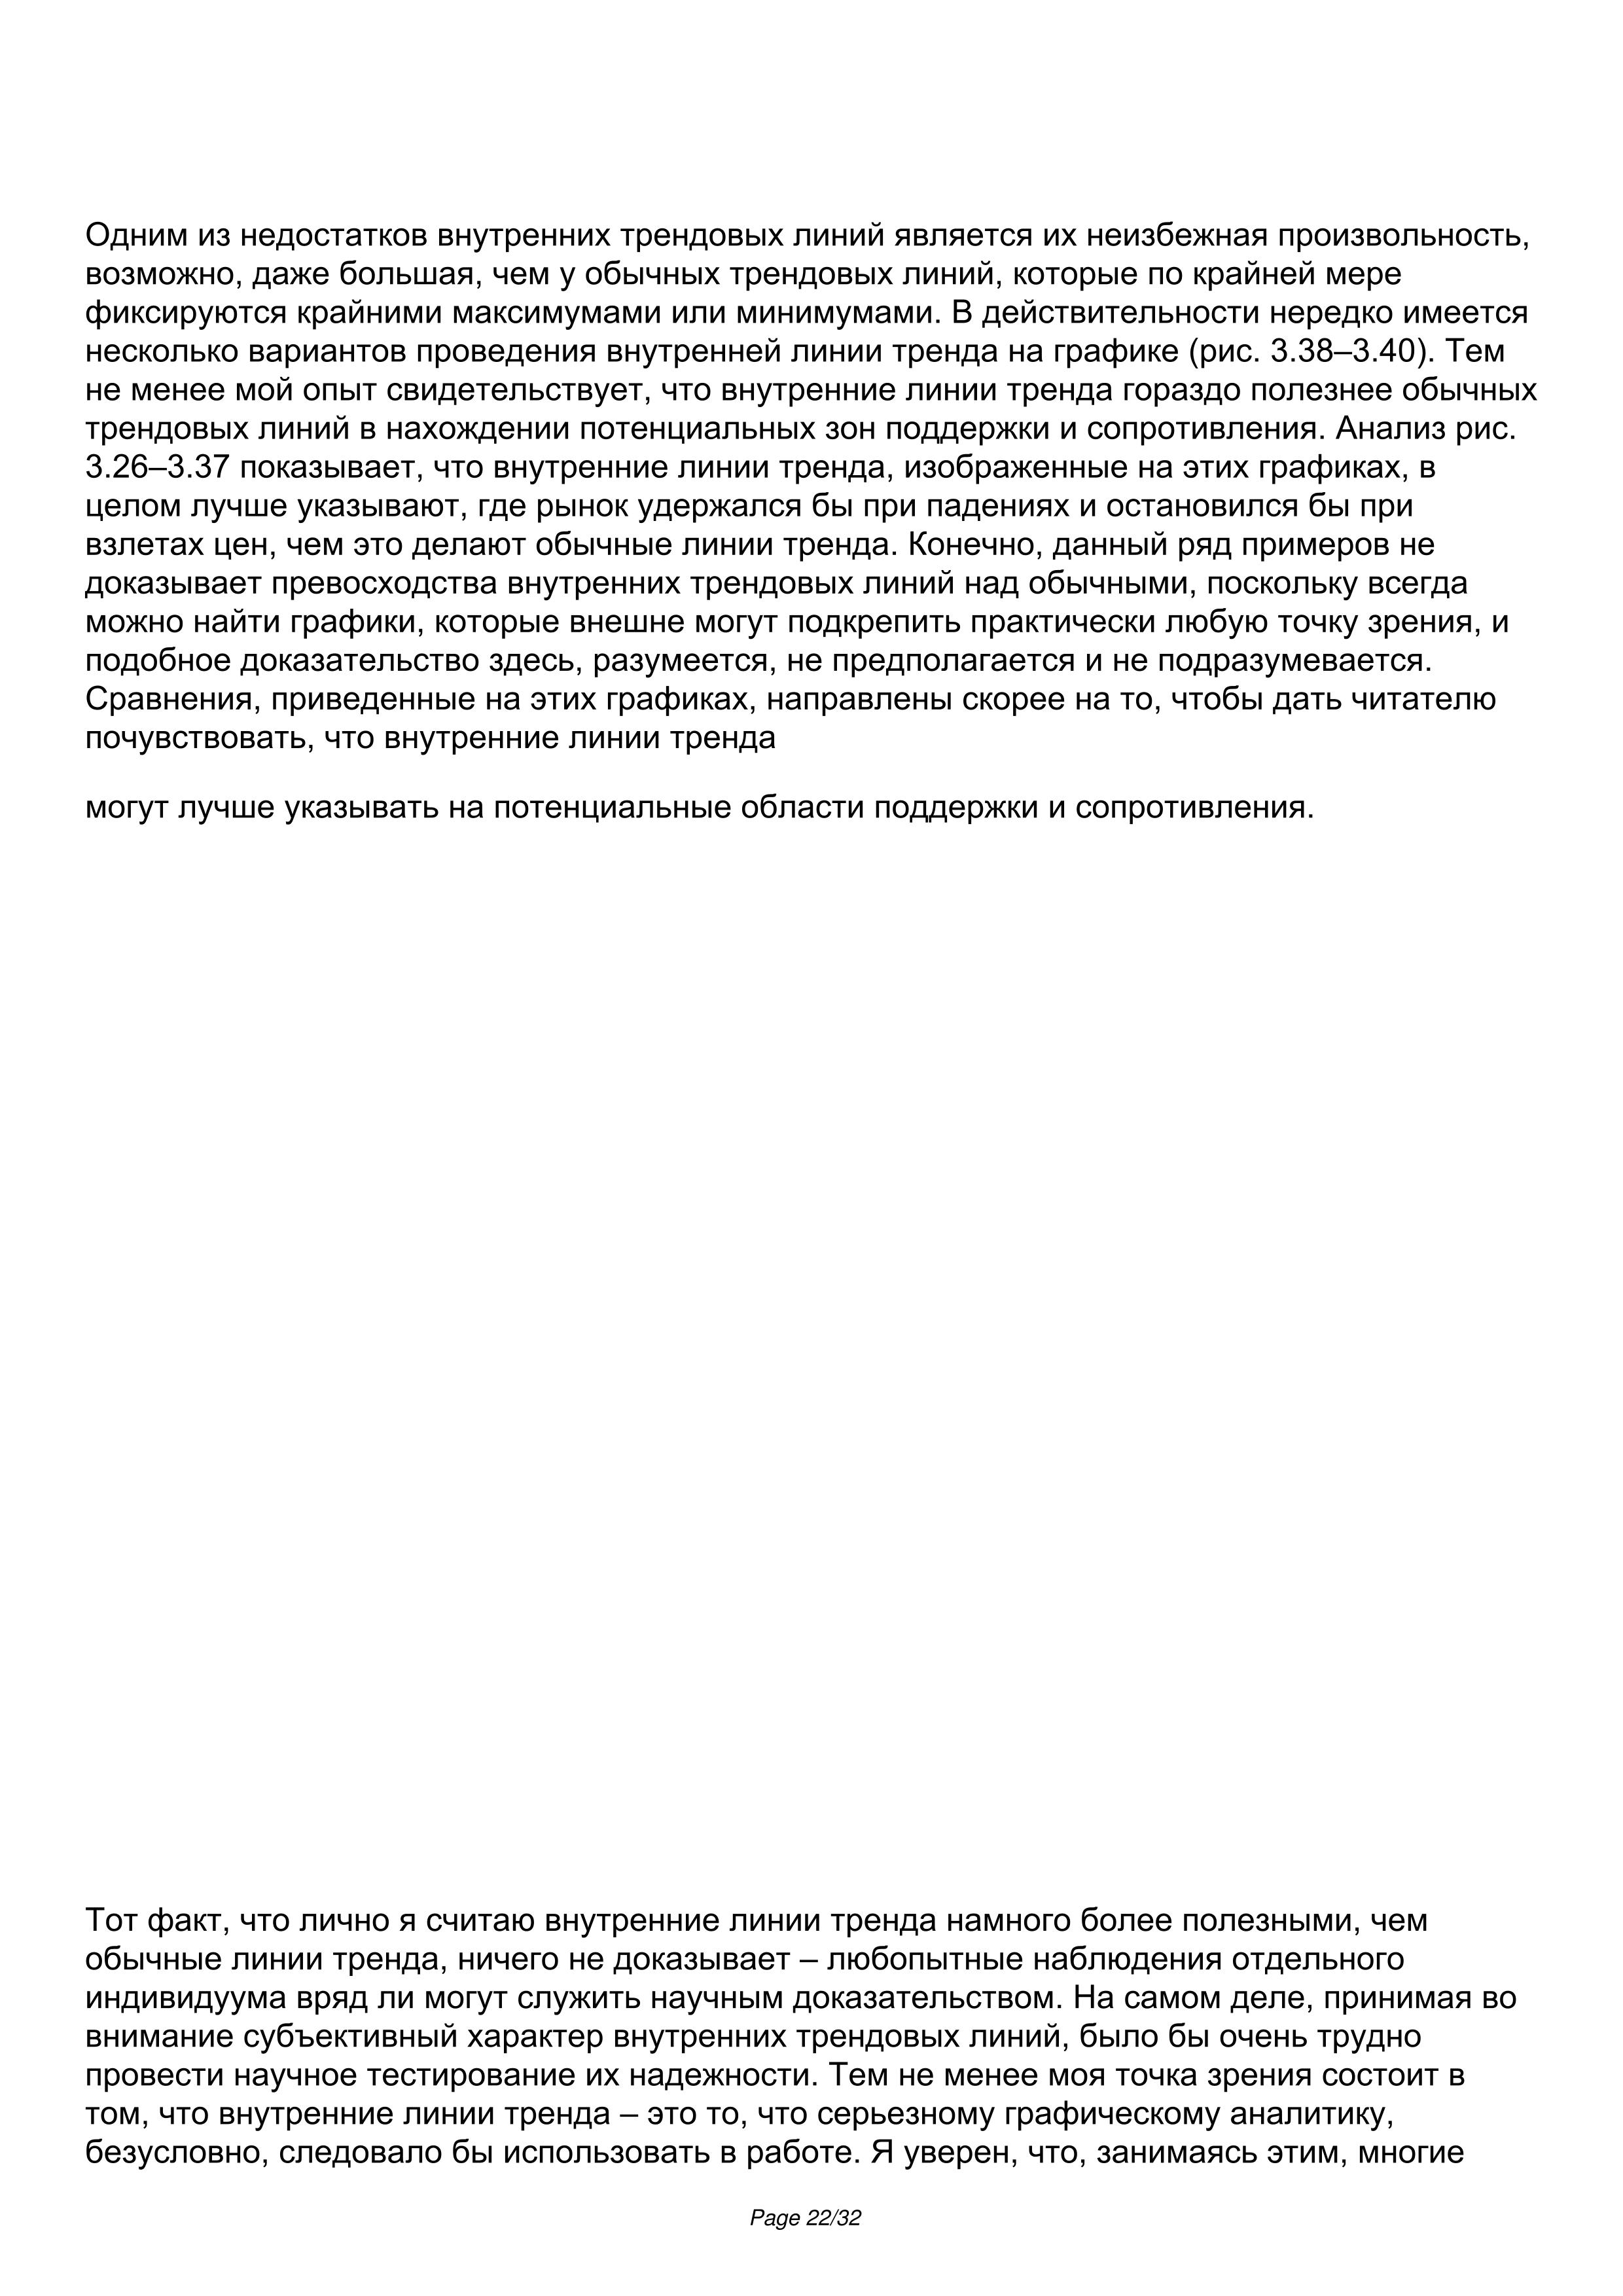 Одним из недостатков внутренних трендовых линий является их неизбежная произвольность,
возможно, даже большая, чем у обычных трендовых линий, которые по крайней мере
фиксируются крайними максимумами или минимумами. В действительности нередко имеется
несколько вариантов проведения внутренней линии тренда на графике (рис. 3.38–3.40). Тем
не менее мой опыт свидетельствует, что внутренние линии тренда гораздо полезнее обычных
трендовых линий в нахождении потенциальных зон поддержки и сопротивления. Анализ рис.
3.26–3.37 показывает, что внутренние линии тренда, изображенные на этих графиках, в
целом лучше указывают, где рынок удержался бы при падениях и остановился бы при
взлетах цен, чем это делают обычные линии тренда. Конечно, данный ряд примеров не
доказывает превосходства внутренних трендовых линий над обычными, поскольку всегда
можно найти графики, которые внешне могут подкрепить практически любую точку зрения, и
подобное доказательство здесь, разумеется, не предполагается и не подразумевается.
Сравнения, приведенные на этих графиках, направлены скорее на то, чтобы дать читателю
почувствовать, что внутренние линии тренда
могут лучше указывать на потенциальные области поддержки и сопротивления.
Тот факт, что лично я считаю внутренние линии тренда намного более полезными, чем
обычные линии тренда, ничего не доказывает – любопытные наблюдения отдельного
индивидуума вряд ли могут служить научным доказательством. На самом деле, принимая во
внимание субъективный характер внутренних трендовых линий, было бы очень трудно
провести научное тестирование их надежности. Тем не менее моя точка зрения состоит в
том, что внутренние линии тренда – это то, что серьезному графическому аналитику,
безусловно, следовало бы использовать в работе. Я уверен, что, занимаясь этим, многие
Page 22/32